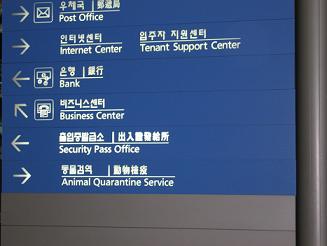 우체국 | 郵遞局
Post Office
인터넷센터 입주자 지원센터
Internet Center Tenant Support Center
은행 | 銀行
Bank
비즈니스센터
Business Center
출입증발급소 | 出入證發給所
Security Pass Office
동물검역 | 動物檢疫
Animal Quarantine Service